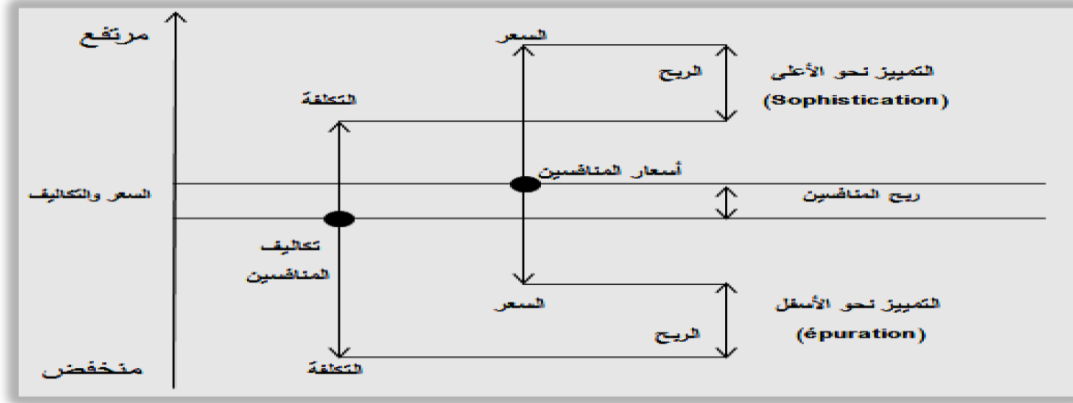 مرتفع
السعر
الربح
التمييز نحو الأعلى
(Sophistication)
التكلفة
أسعار المنافسين
السعر والتكاليف
ربح المنافسين
تكاليف
المنافسين
السعر
التمييز نحو الأسفل
(épuration)
الربح
منخفض
التكلفة